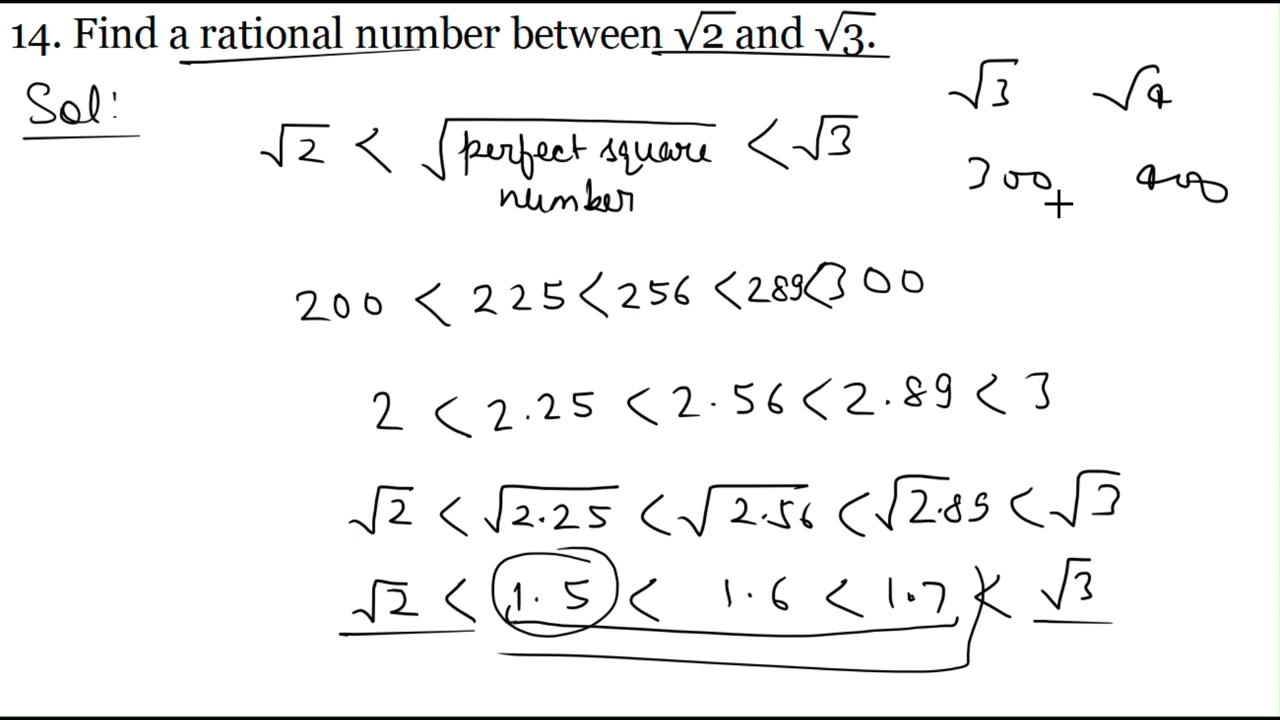 14. Find a rational number between √2 and √3.
Sol:
√3 √4
√2 < √perfect square number < √3
300 400
200 < 225 < 256 < 289 < 300
2 < 2.25 < 2.56 < 2.89 < 3
√2 < √2.25 < √2.56 < √2.89 < √3
√2 < 1.5 < 1.6 < 1.7 < √3